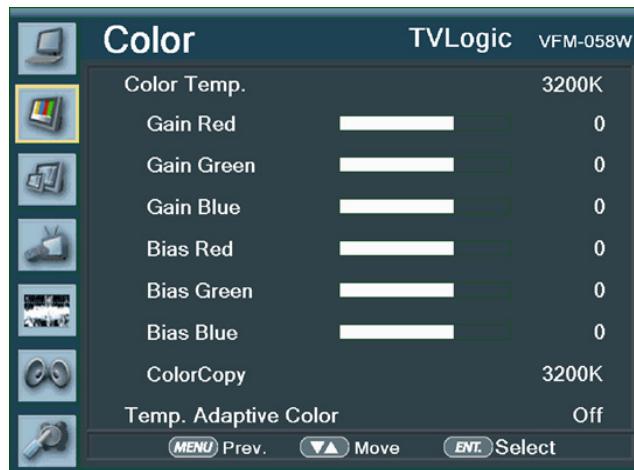 Color TVLogic VFM-058W
Color Temp. 3200K
Gain Red 0
Gain Green 0
Gain Blue 0
Bias Red 0
Bias Green 0
Bias Blue 0
ColorCopy 3200K
Temp. Adaptive Color Off
MENU Prev. ▼▲ Move ENT. Select